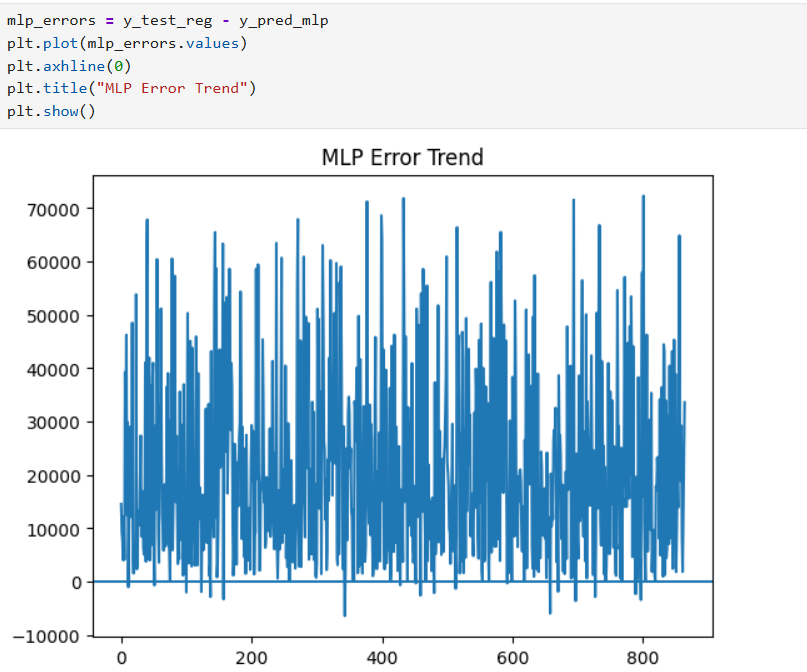 mlp_errors = y_test_reg - y_pred_mlp
plt.plot(mlp_errors.values)
plt.axhline(0)
plt.title("MLP Error Trend")
plt.show()
MLP Error Trend
70000
60000
50000
40000
30000
20000
10000
0
−10000
0 200 400 600 800